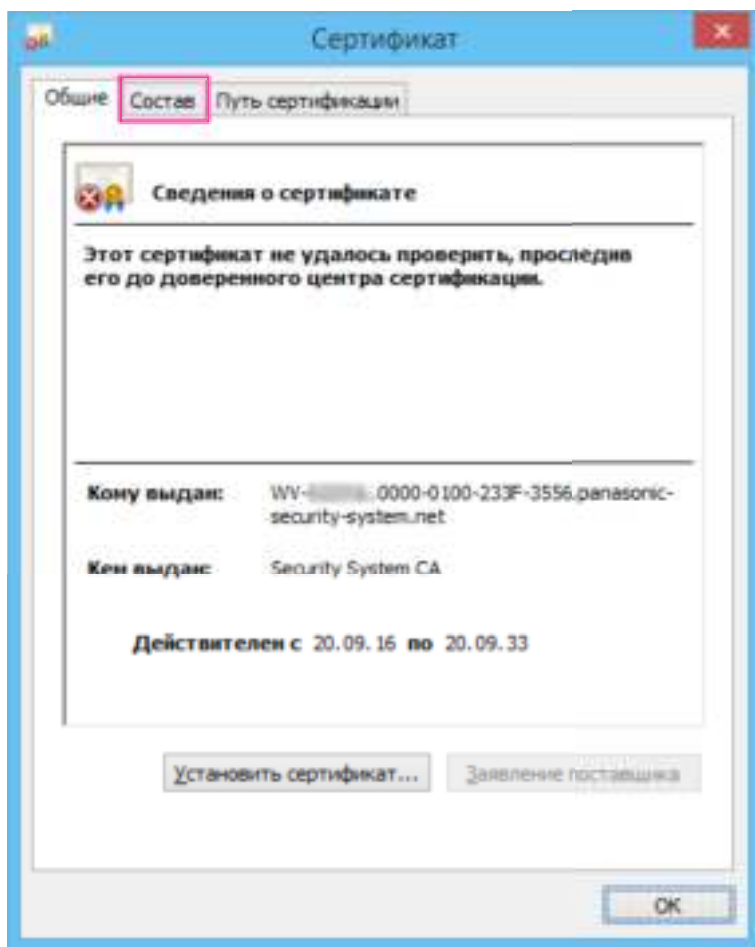 Сертификат
Общие Состав Путь сертификации
Сведения о сертификате
Этот сертификат не удалось проверить, проследив
его до доверенного центра сертификации.
Кому выдан: WV- .0000-0100-233F-3556.panasonic-
security-system.net
Кем выдан: Security System CA
Действителен с 20.09.16 по 20.09.33
Установить сертификат... Заявление поставщика
OK